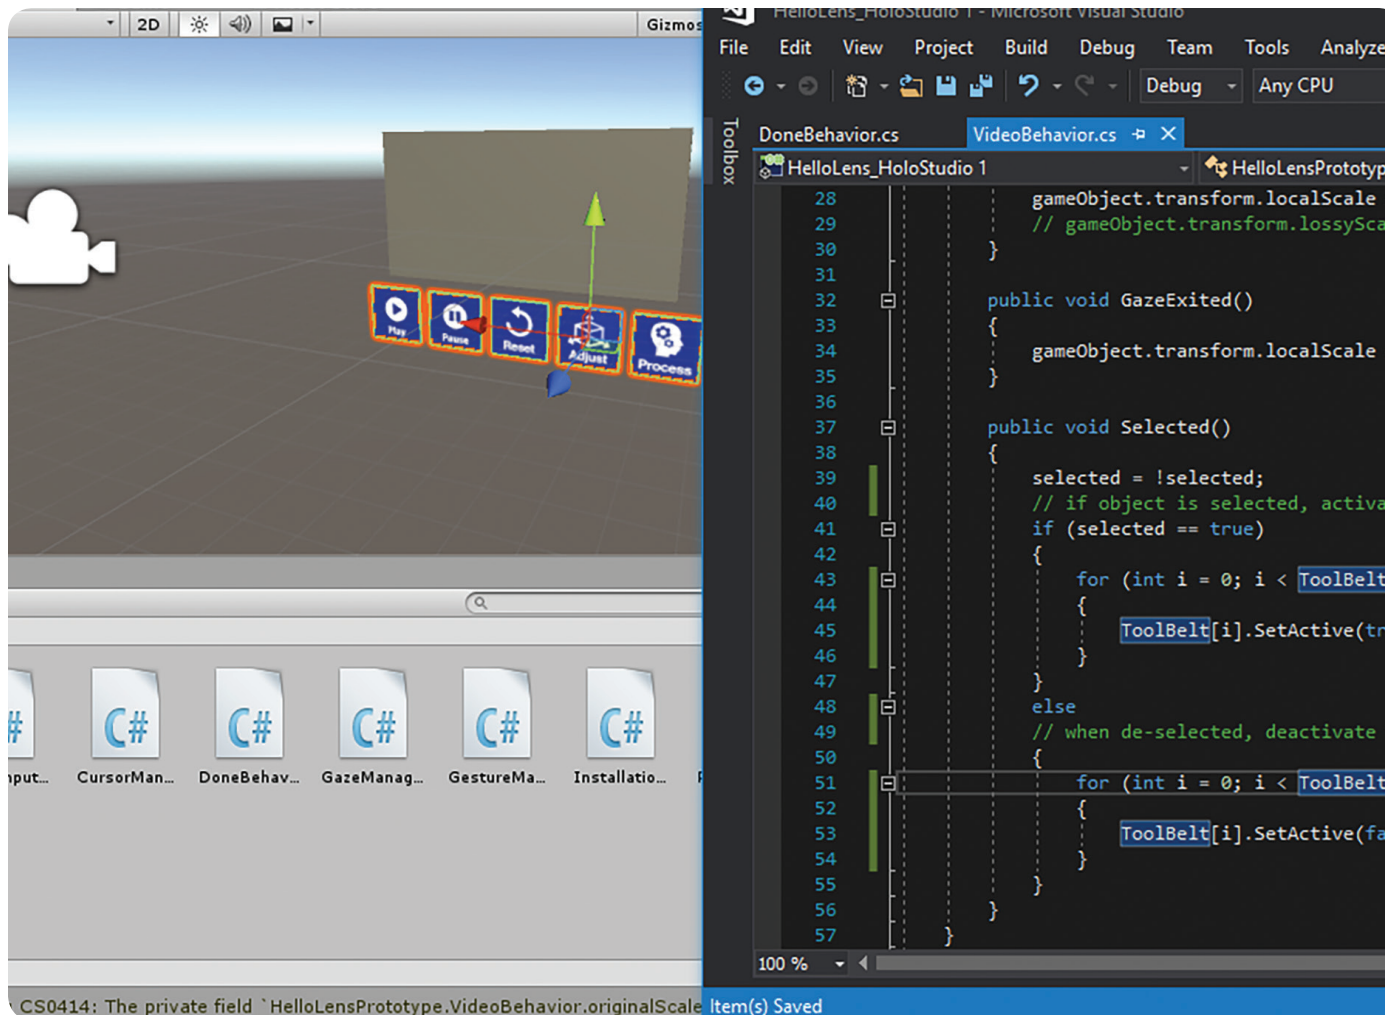 2D
Gizmos
Play
Pause
Reset
Adjust
Process
C#
C#
C#
C#
C#
C#
nput...
CursorMan...
DoneBehav...
GazeManag...
GestureMa...
Installatio...
CS0414: The private field `HelloLensPrototype.VideoBehavior.originalScale
HelloLens_HoloStudio 1 - Microsoft Visual Studio
File Edit View Project Build Debug Team Tools Analyze
Debug Any CPU
Toolbox
DoneBehavior.cs VideoBehavior.cs
HelloLens_HoloStudio 1 HelloLensPrototyp
28 gameObject.transform.localScale
29 // gameObject.transform.lossySca
30 }
31
32 public void GazeExited()
33 {
34 gameObject.transform.localScale
35 }
36
37 public void Selected()
38 {
39 selected = !selected;
40 // if object is selected, activa
41 if (selected == true)
42 {
43 for (int i = 0; i < ToolBelt
44 {
45 ToolBelt[i].SetActive(tr
46 }
47 }
48 else
49 // when de-selected, deactivate
50 {
51 for (int i = 0; i < ToolBelt
52 {
53 ToolBelt[i].SetActive(fa
54 }
55 }
56 }
57 }
100 %
Item(s) Saved